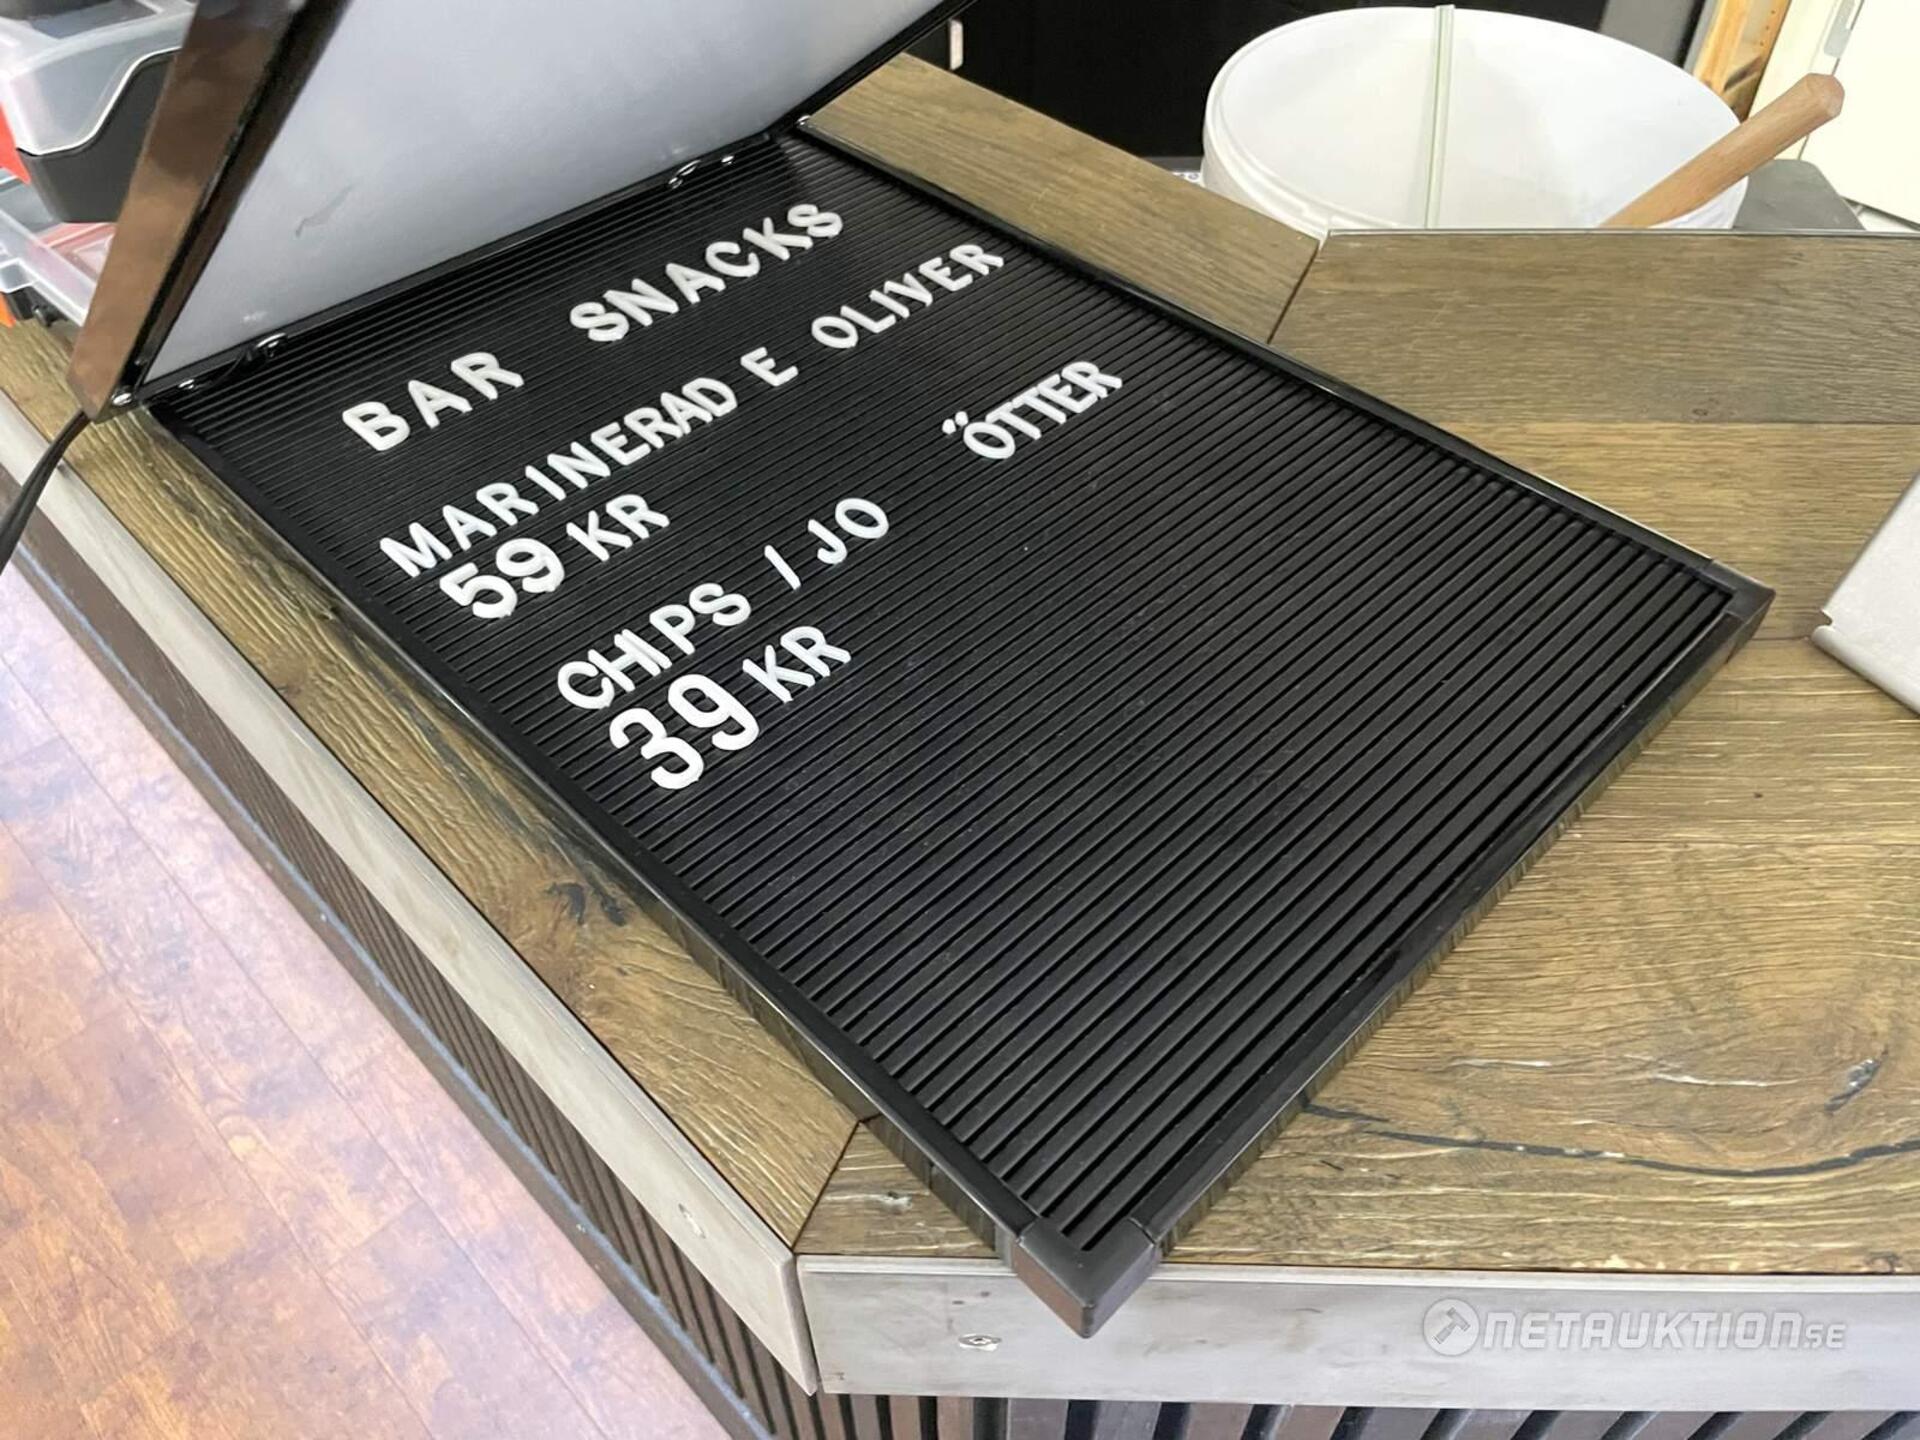 BAR SNACKS
MARINERAD E OLIVER
59 KR
ÖTTER
CHIPS / JO
39 KR
NETAUKTION.SE